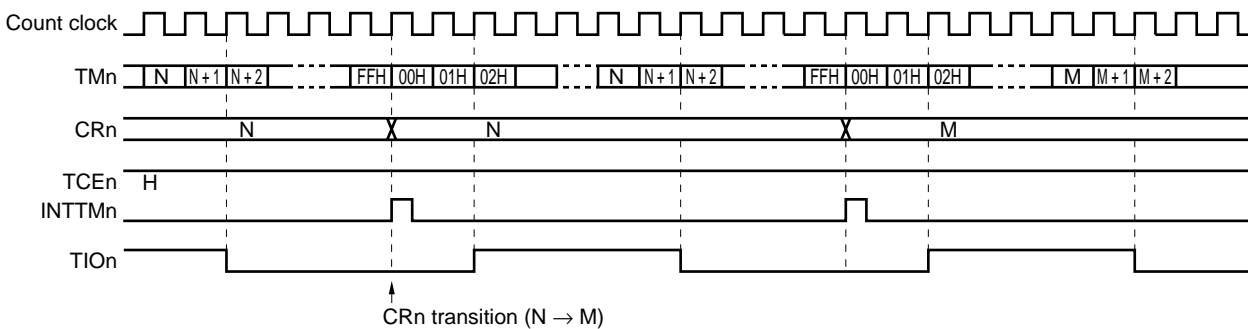 Count clock
TMn N N + 1 N + 2 FFH 00H 01H 02H N N + 1 N + 2 FFH 00H 01H 02H M M + 1 M + 2
CRn N N M
TCEn H
INTTMn
TIOn
CRn transition (N → M)